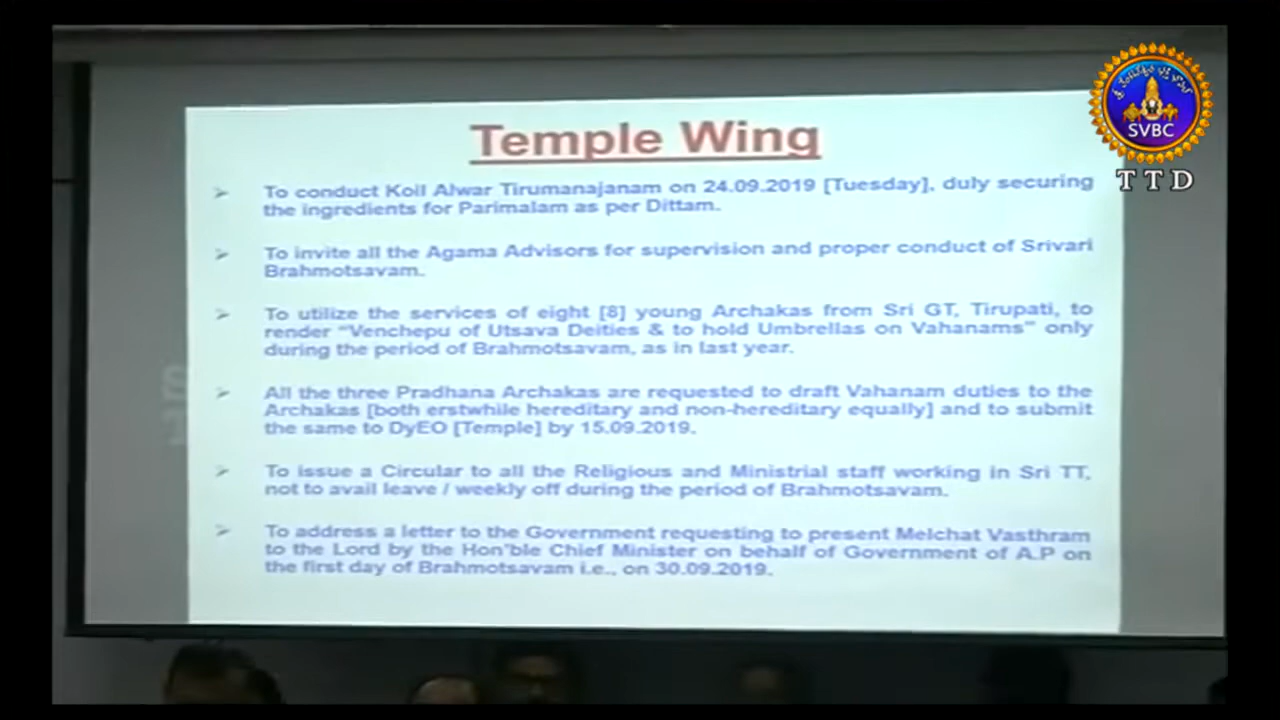 Temple Wing
➢ To conduct Koil Alwar Tirumanajanam on 24.09.2019 [Tuesday], duly securing
the ingredients for Parimalam as per Dittam.
➢ To invite all the Agama Advisors for supervision and proper conduct of Srivari
Brahmotsavam.
➢ To utilize the services of eight [8] young Archakas from Sri GT, Tirupati, to
render “Venchepu of Utsava Deities & to hold Umbrellas on Vahanams” only
during the period of Brahmotsavam, as in last year.
➢ All the three Pradhana Archakas are requested to draft Vahanam duties to the
Archakas [both erstwhile hereditary and non-hereditary equally] and to submit
the same to DyEO [Temple] by 15.09.2019.
➢ To issue a Circular to all the Religious and Ministrial staff working in Sri TT,
not to avail leave / weekly off during the period of Brahmotsavam.
➢ To address a letter to the Government requesting to present Melchat Vasthram
to the Lord by the Hon'ble Chief Minister on behalf of Government of A.P on
the first day of Brahmotsavam i.e., on 30.09.2019.
SVBC
TTD